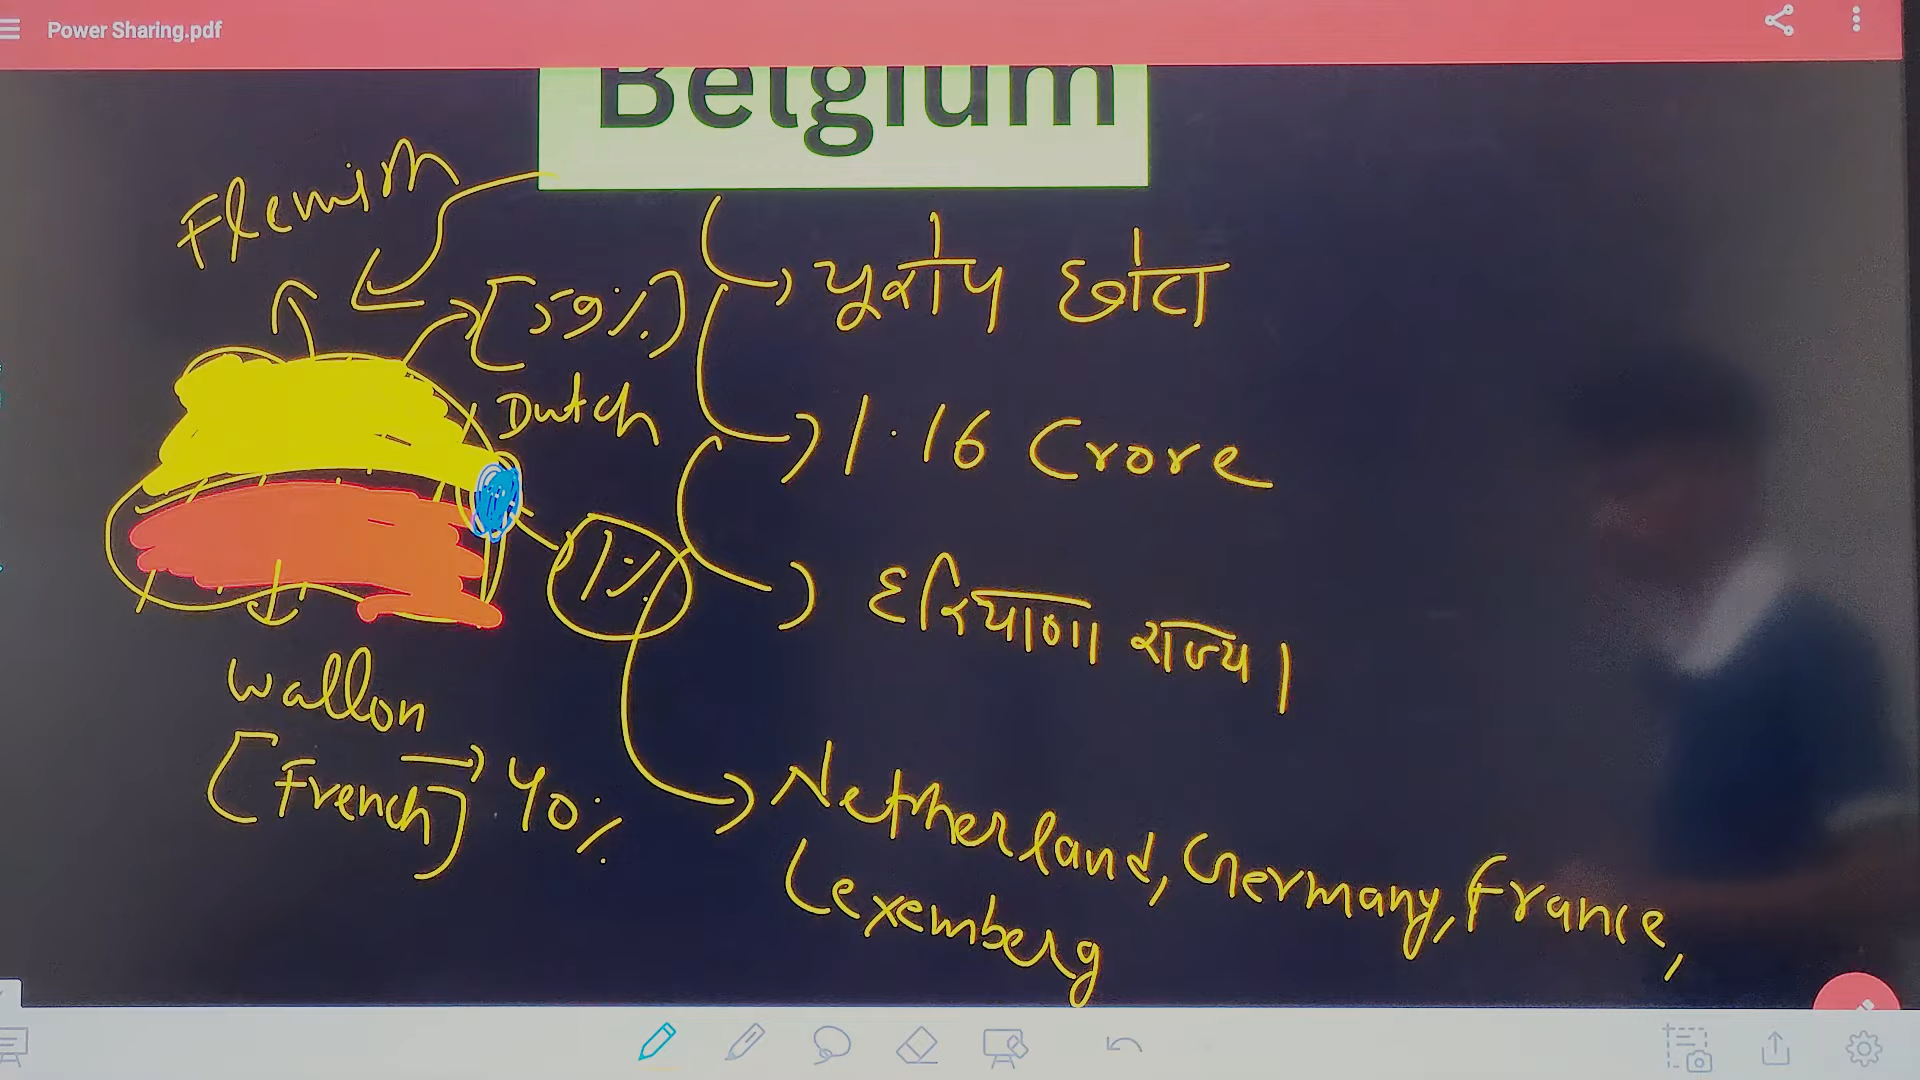 Power Sharing.pdf
Belgium
Flemish
[59%]
Dutch
1%
wallon
[French] → 40%
यूरोप छोटा
1.16 Crore
हरियाणा राज्य।
Netherland, Germany, France,
Lexemberg